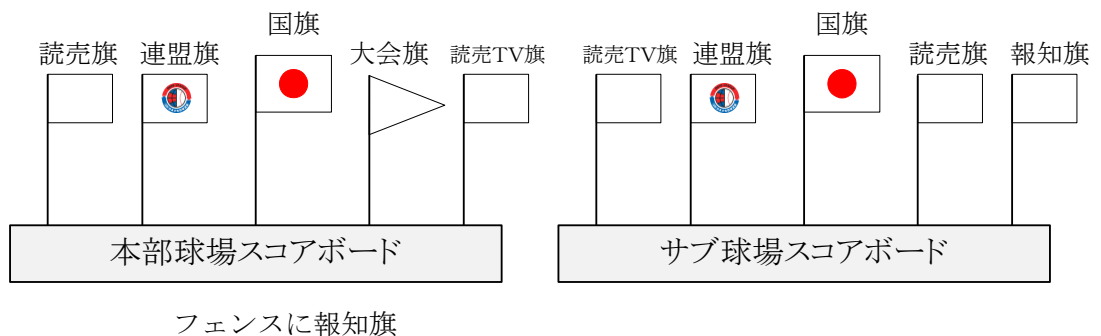 国旗
読売旗 連盟旗 大会旗 読売TV旗
本部球場スコアボード
フェンスに報知旗
国旗
読売TV旗 連盟旗 読売旗 報知旗
サブ球場スコアボード